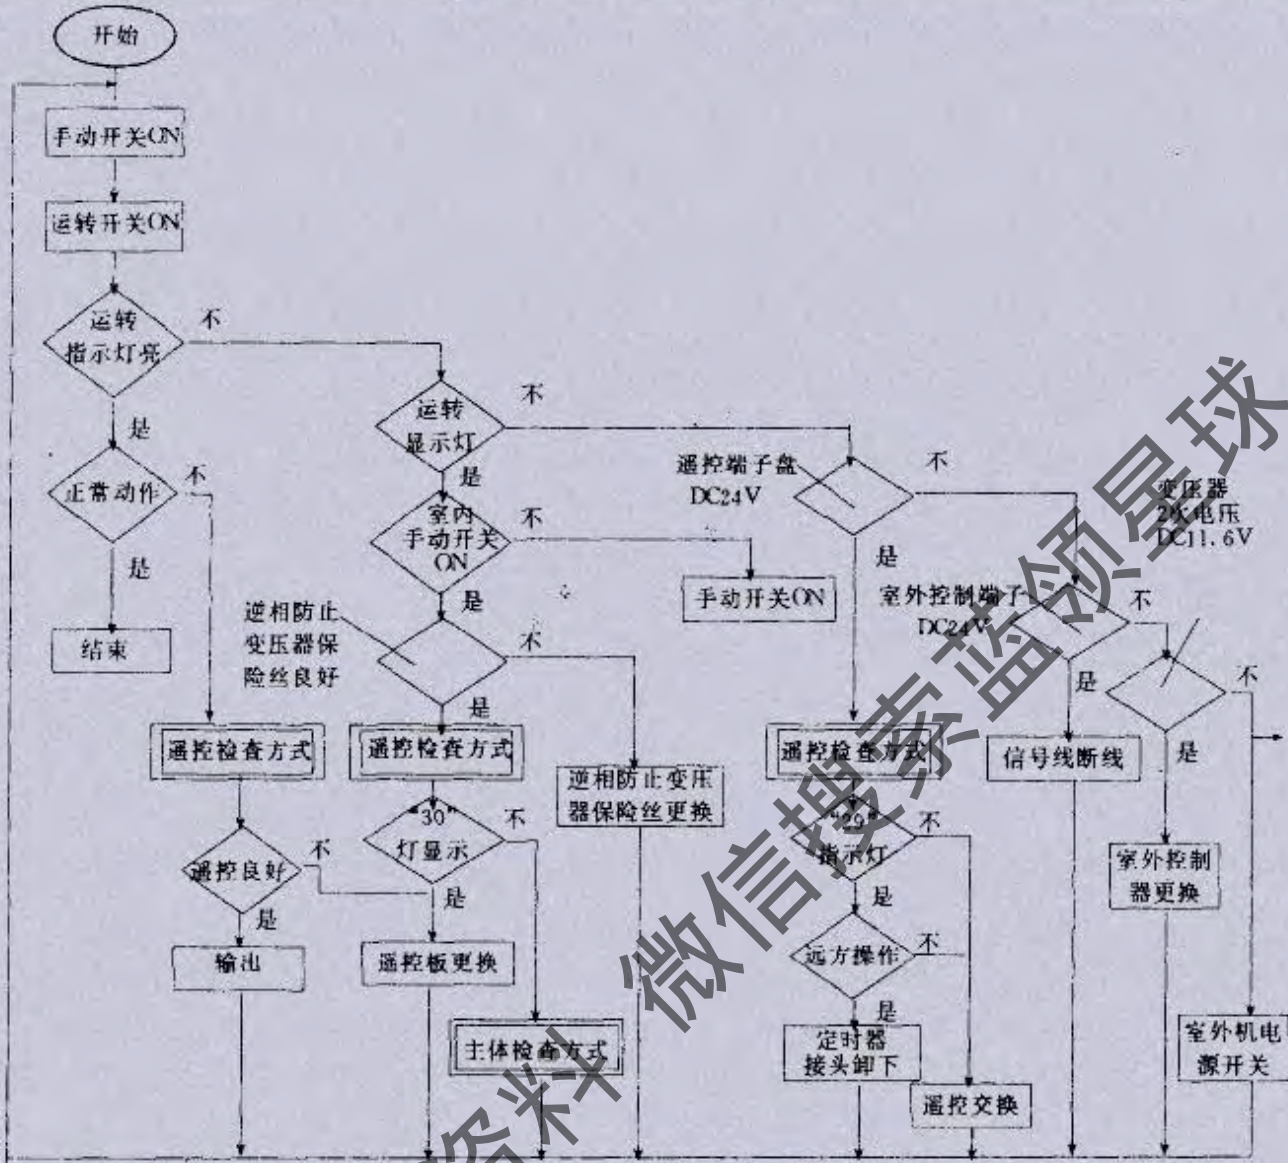 开始
手动开关ON
运转开关ON
运转
指示灯亮
不
是
正常动作
不
是
结束
运转
显示灯
不
是
室内
手动开关
ON
不
是
手动开关ON
逆相防止
变压器保
险丝良好
不
是
遥控端子盘
DC24V
不
是
变压器
2次电压
DC11.6V
室外控制端子
DC24V
不
是
不
是
遥控检查方式
遥控检查方式
遥控检查方式
信号线断线
逆相防止变压
器保险丝更换
"30"
灯显示
不
是
指示灯
不
是
遥控良好
不
是
室外控制
器更换
输出
遥控板更换
远方操作
不
是
主体检查方式
定时器
接头卸下
室外机电
源开关
遥控交换
资料 微信搜索蓝领星球